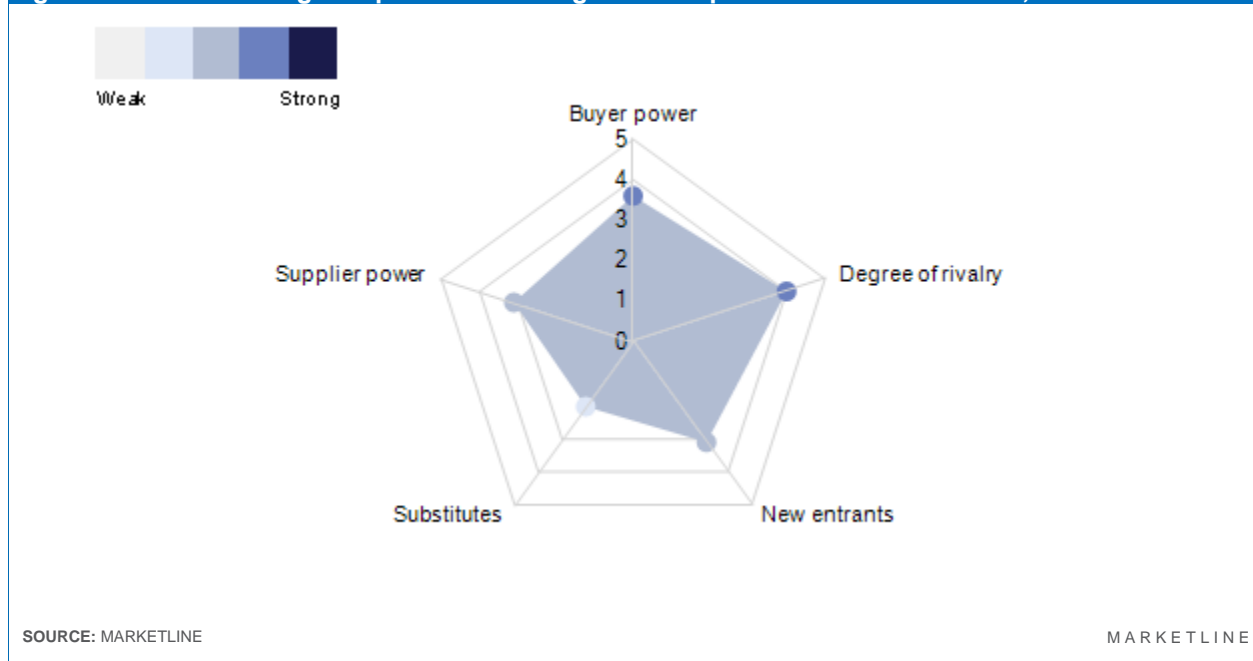 Weak Strong
Buyer power
5
4
3
2
1
0
Supplier power
Degree of rivalry
Substitutes
New entrants
SOURCE: MARKETLINE
MARKETLINE